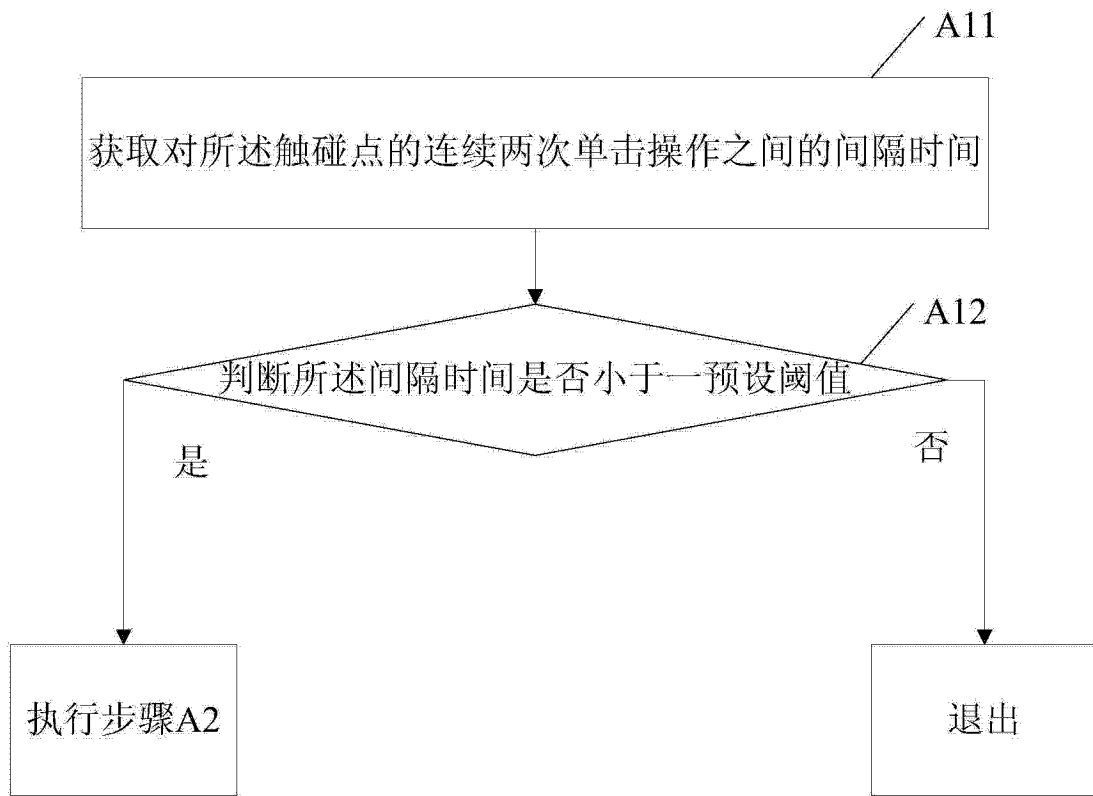 A11
获取对所述触碰点的连续两次单击操作之间的间隔时间
A12
判断所述间隔时间是否小于一预设阈值
是
否
执行步骤A2
退出